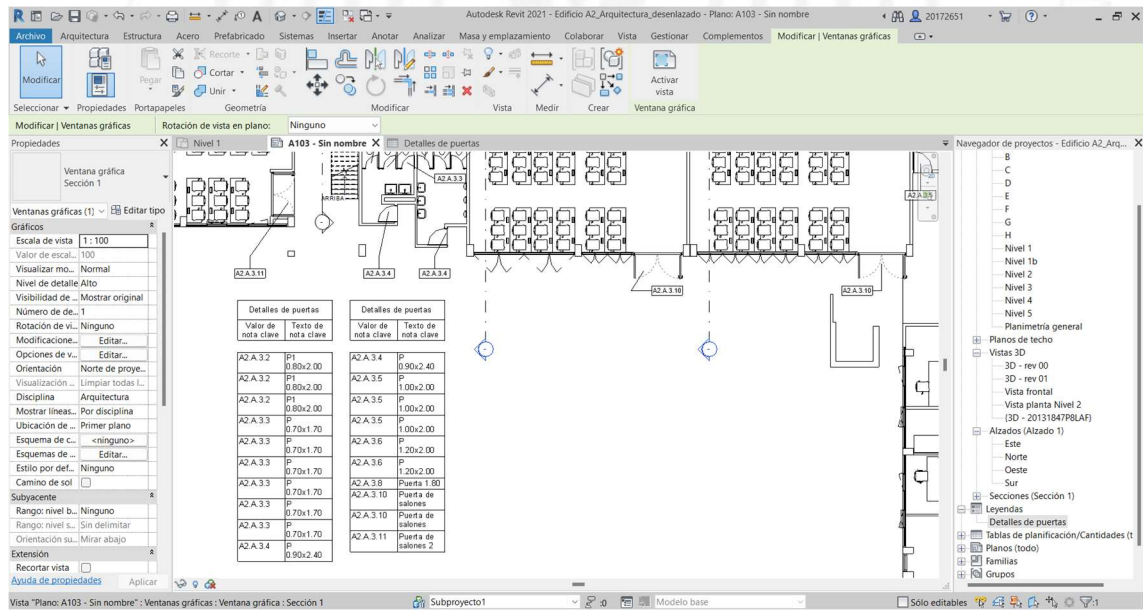 Autodesk Revit 2021 - Edificio A2_Arquitectura_desenlazado - Plano: A103 - Sin nombre
20172651
Archivo Arquitectura Estructura Acero Prefabricado Sistemas Insertar Anotar Analizar Masa y emplazamiento Colaborar Vista Gestionar Complementos Modificar | Ventanas gráficas
Modificar
Pegar
Recorte
Cortar
Unir
Activar
vista
Seleccionar Propiedades Portapapeles Geometría Modificar Vista Medir Crear Ventana gráfica
Modificar | Ventanas gráficas Rotación de vista en plano: Ninguno
Propiedades
Ventana gráfica
Sección 1
Ventanas gráficas (1) Editar tipo
Gráficos
Escala de vista 1 : 100
Valor de escal... 100
Visualizar mo... Normal
Nivel de detalle Alto
Visibilidad de ... Mostrar original
Número de de... 1
Rotación de vi... Ninguno
Modificacione... Editar...
Opciones de v... Editar...
Orientación Norte de proye...
Visualización ... Limpiar todas l...
Disciplina Arquitectura
Mostrar líneas... Por disciplina
Ubicación de ... Primer plano
Esquema de c... <ninguno>
Esquemas de ... Editar...
Estilo por def... Ninguno
Camino de sol
Subyacente
Rango: nivel b... Ninguno
Rango: nivel s... Sin delimitar
Orientación su... Mirar abajo
Extensión
Recortar vista
Ayuda de propiedades Aplicar
Nivel 1 A103 - Sin nombre Detalles de puertas
ARRIBA
A2.A.3.3
A2.A.3.11
A2.A.3.4
A2.A.3.4
A2.A.3.10
A2.A.3.10
Detalles de puertas
Valor de nota clave Texto de nota clave
A2.A.3.2 P1 0.80x2.00
A2.A.3.2 P1 0.80x2.00
A2.A.3.2 P1 0.80x2.00
A2.A.3.3 P 0.70x1.70
A2.A.3.3 P 0.70x1.70
A2.A.3.3 P 0.70x1.70
A2.A.3.3 P 0.70x1.70
A2.A.3.3 P 0.70x1.70
A2.A.3.4 P 0.90x2.40
Detalles de puertas
Valor de nota clave Texto de nota clave
A2.A.3.4 P 0.90x2.40
A2.A.3.5 P 1.00x2.00
A2.A.3.5 P 1.00x2.00
A2.A.3.5 P 1.00x2.00
A2.A.3.6 P 1.20x2.00
A2.A.3.6 P 1.20x2.00
A2.A.3.8 Puerta 1.80
A2.A.3.10 Puerta de salones
A2.A.3.10 Puerta de salones
A2.A.3.11 Puerta de salones 2
Navegador de proyectos - Edificio A2_Arq...
B
C
D
E
F
G
H
Nivel 1
Nivel 1b
Nivel 2
Nivel 3
Nivel 4
Nivel 5
Planimetría general
Planos de techo
Vistas 3D
3D - rev 00
3D - rev 01
Vista frontal
Vista planta Nivel 2
{3D - 20131847P8LAF}
Alzados (Alzado 1)
Este
Norte
Oeste
Sur
Secciones (Sección 1)
Leyendas
Detalles de puertas
Tablas de planificación/Cantidades (t
Planos (todo)
Familias
Grupos
Vista "Plano: A103 - Sin nombre" : Ventanas gráficas : Ventana gráfica : Sección 1 Subproyecto1 :0 Modelo base Sólo editables :1